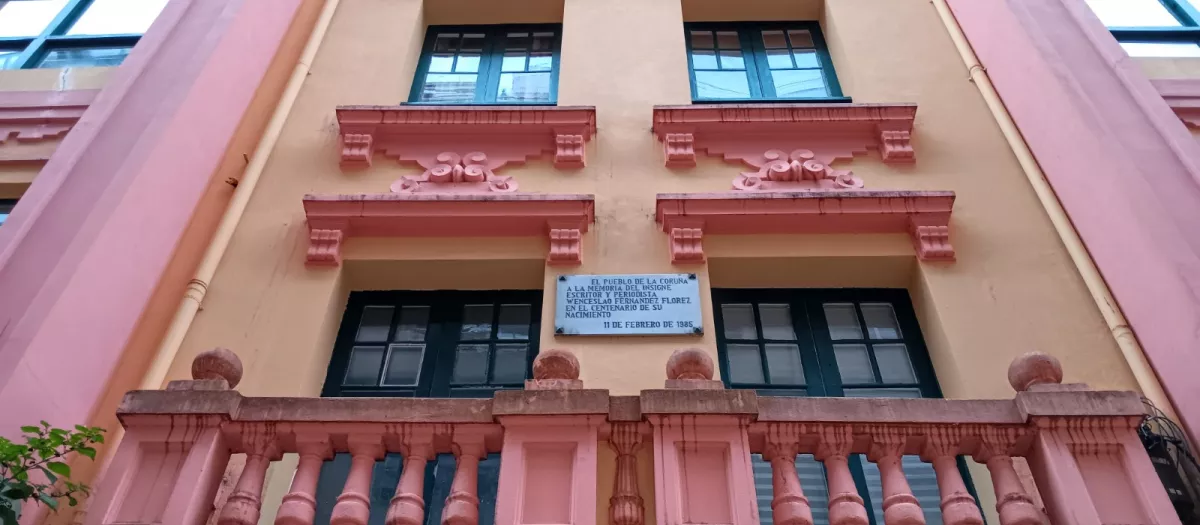 EL PUEBLO DE LA CORUÑA
A LA MEMORIA DEL INSIGNE
ESCRITOR Y PERIODISTA
WENCESLAO FERNANDEZ FLOREZ
EN EL CENTENARIO DE SU
NACIMIENTO
11 DE FEBRERO DE 1985